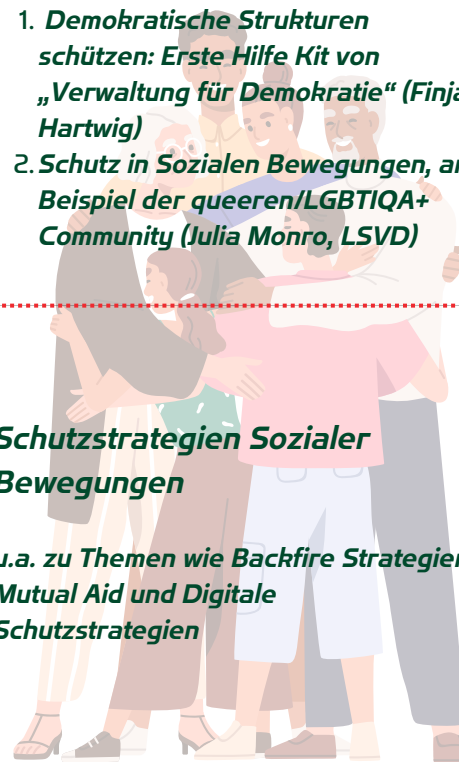 1. Demokratische Strukturen
schützen: Erste Hilfe Kit von
„Verwaltung für Demokratie“ (Finja
Hartwig)
2. Schutz in Sozialen Bewegungen, a
Beispiel der queeren/LGBTIQA+
Community (Julia Monro, LSVD)
Schutzstrategien Sozialer
Bewegungen
u.a. zu Themen wie Backfire Strategien
Mutual Aid und Digitale
Schutzstrategien